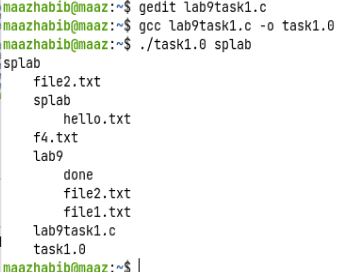 maazhabib@maaz:~$ gedit lab9task1.c
maazhabib@maaz:~$ gcc lab9task1.c -o task1.0
maazhabib@maaz:~$ ./task1.0 splab
splab
    file2.txt
    splab
        hello.txt
    f4.txt
    lab9
        done
        file2.txt
        file1.txt
    lab9task1.c
    task1.0
maazhabib@maaz:~$